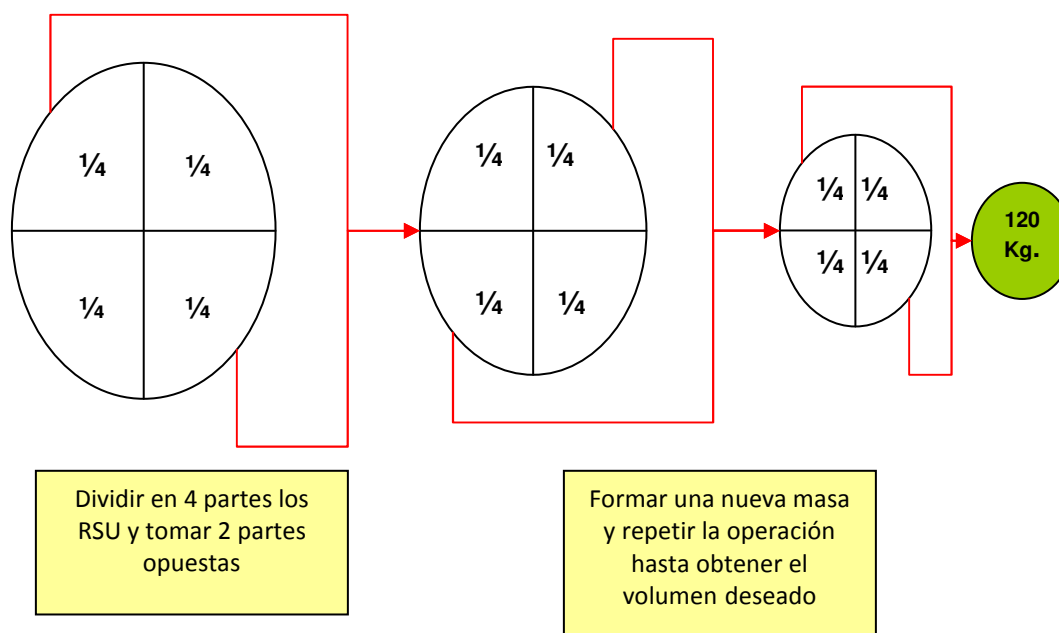 ¼ ¼
¼ ¼
¼ ¼
¼ ¼
¼ ¼
¼ ¼
120
Kg.
Dividir en 4 partes los
RSU y tomar 2 partes
opuestas
Formar una nueva masa
y repetir la operación
hasta obtener el
volumen deseado